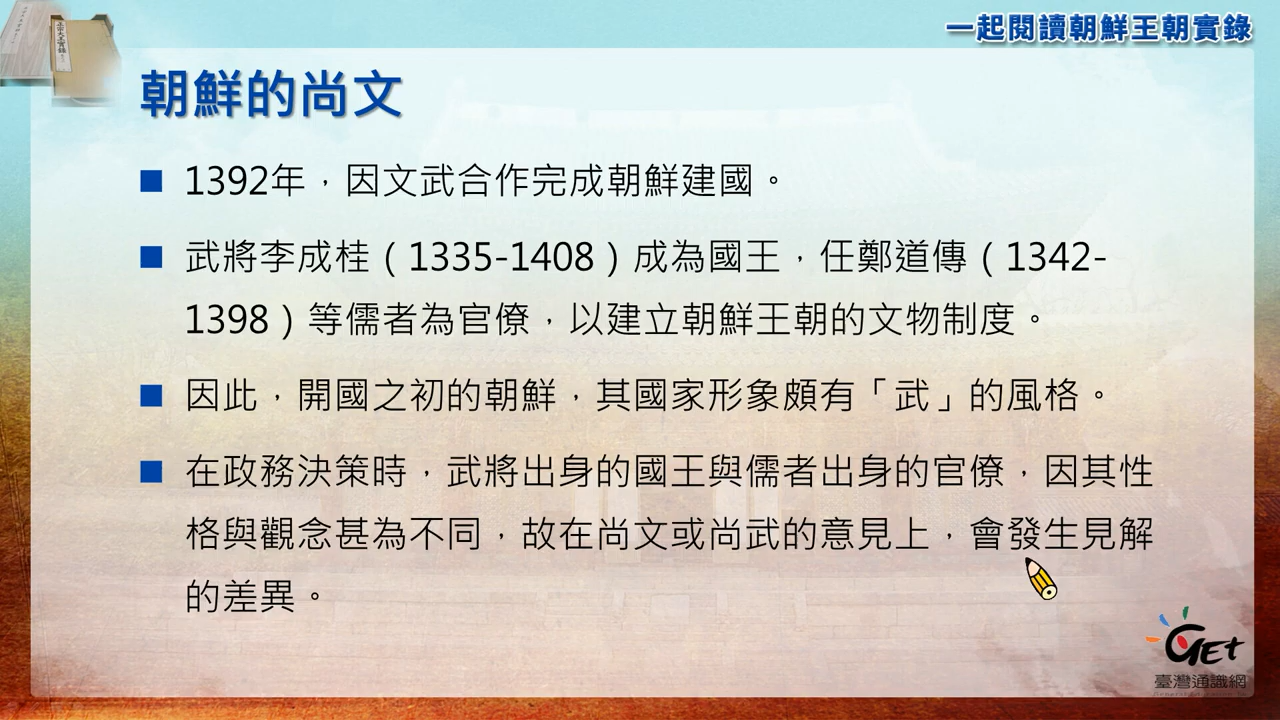 一起閱讀朝鮮王朝實錄
朝鮮的尚文
■ 1392年，因文武合作完成朝鮮建國。
■ 武將李成桂（1335-1408）成為國王，任鄭道傳（1342-
1398）等儒者為官僚，以建立朝鮮王朝的文物制度。
■ 因此，開國之初的朝鮮，其國家形象頗有「武」的風格。
■ 在政務決策時，武將出身的國王與儒者出身的官僚，因其性
格與觀念甚為不同，故在尚文或尚武的意見上，會發生見解
的差異。
GET
臺灣通識網